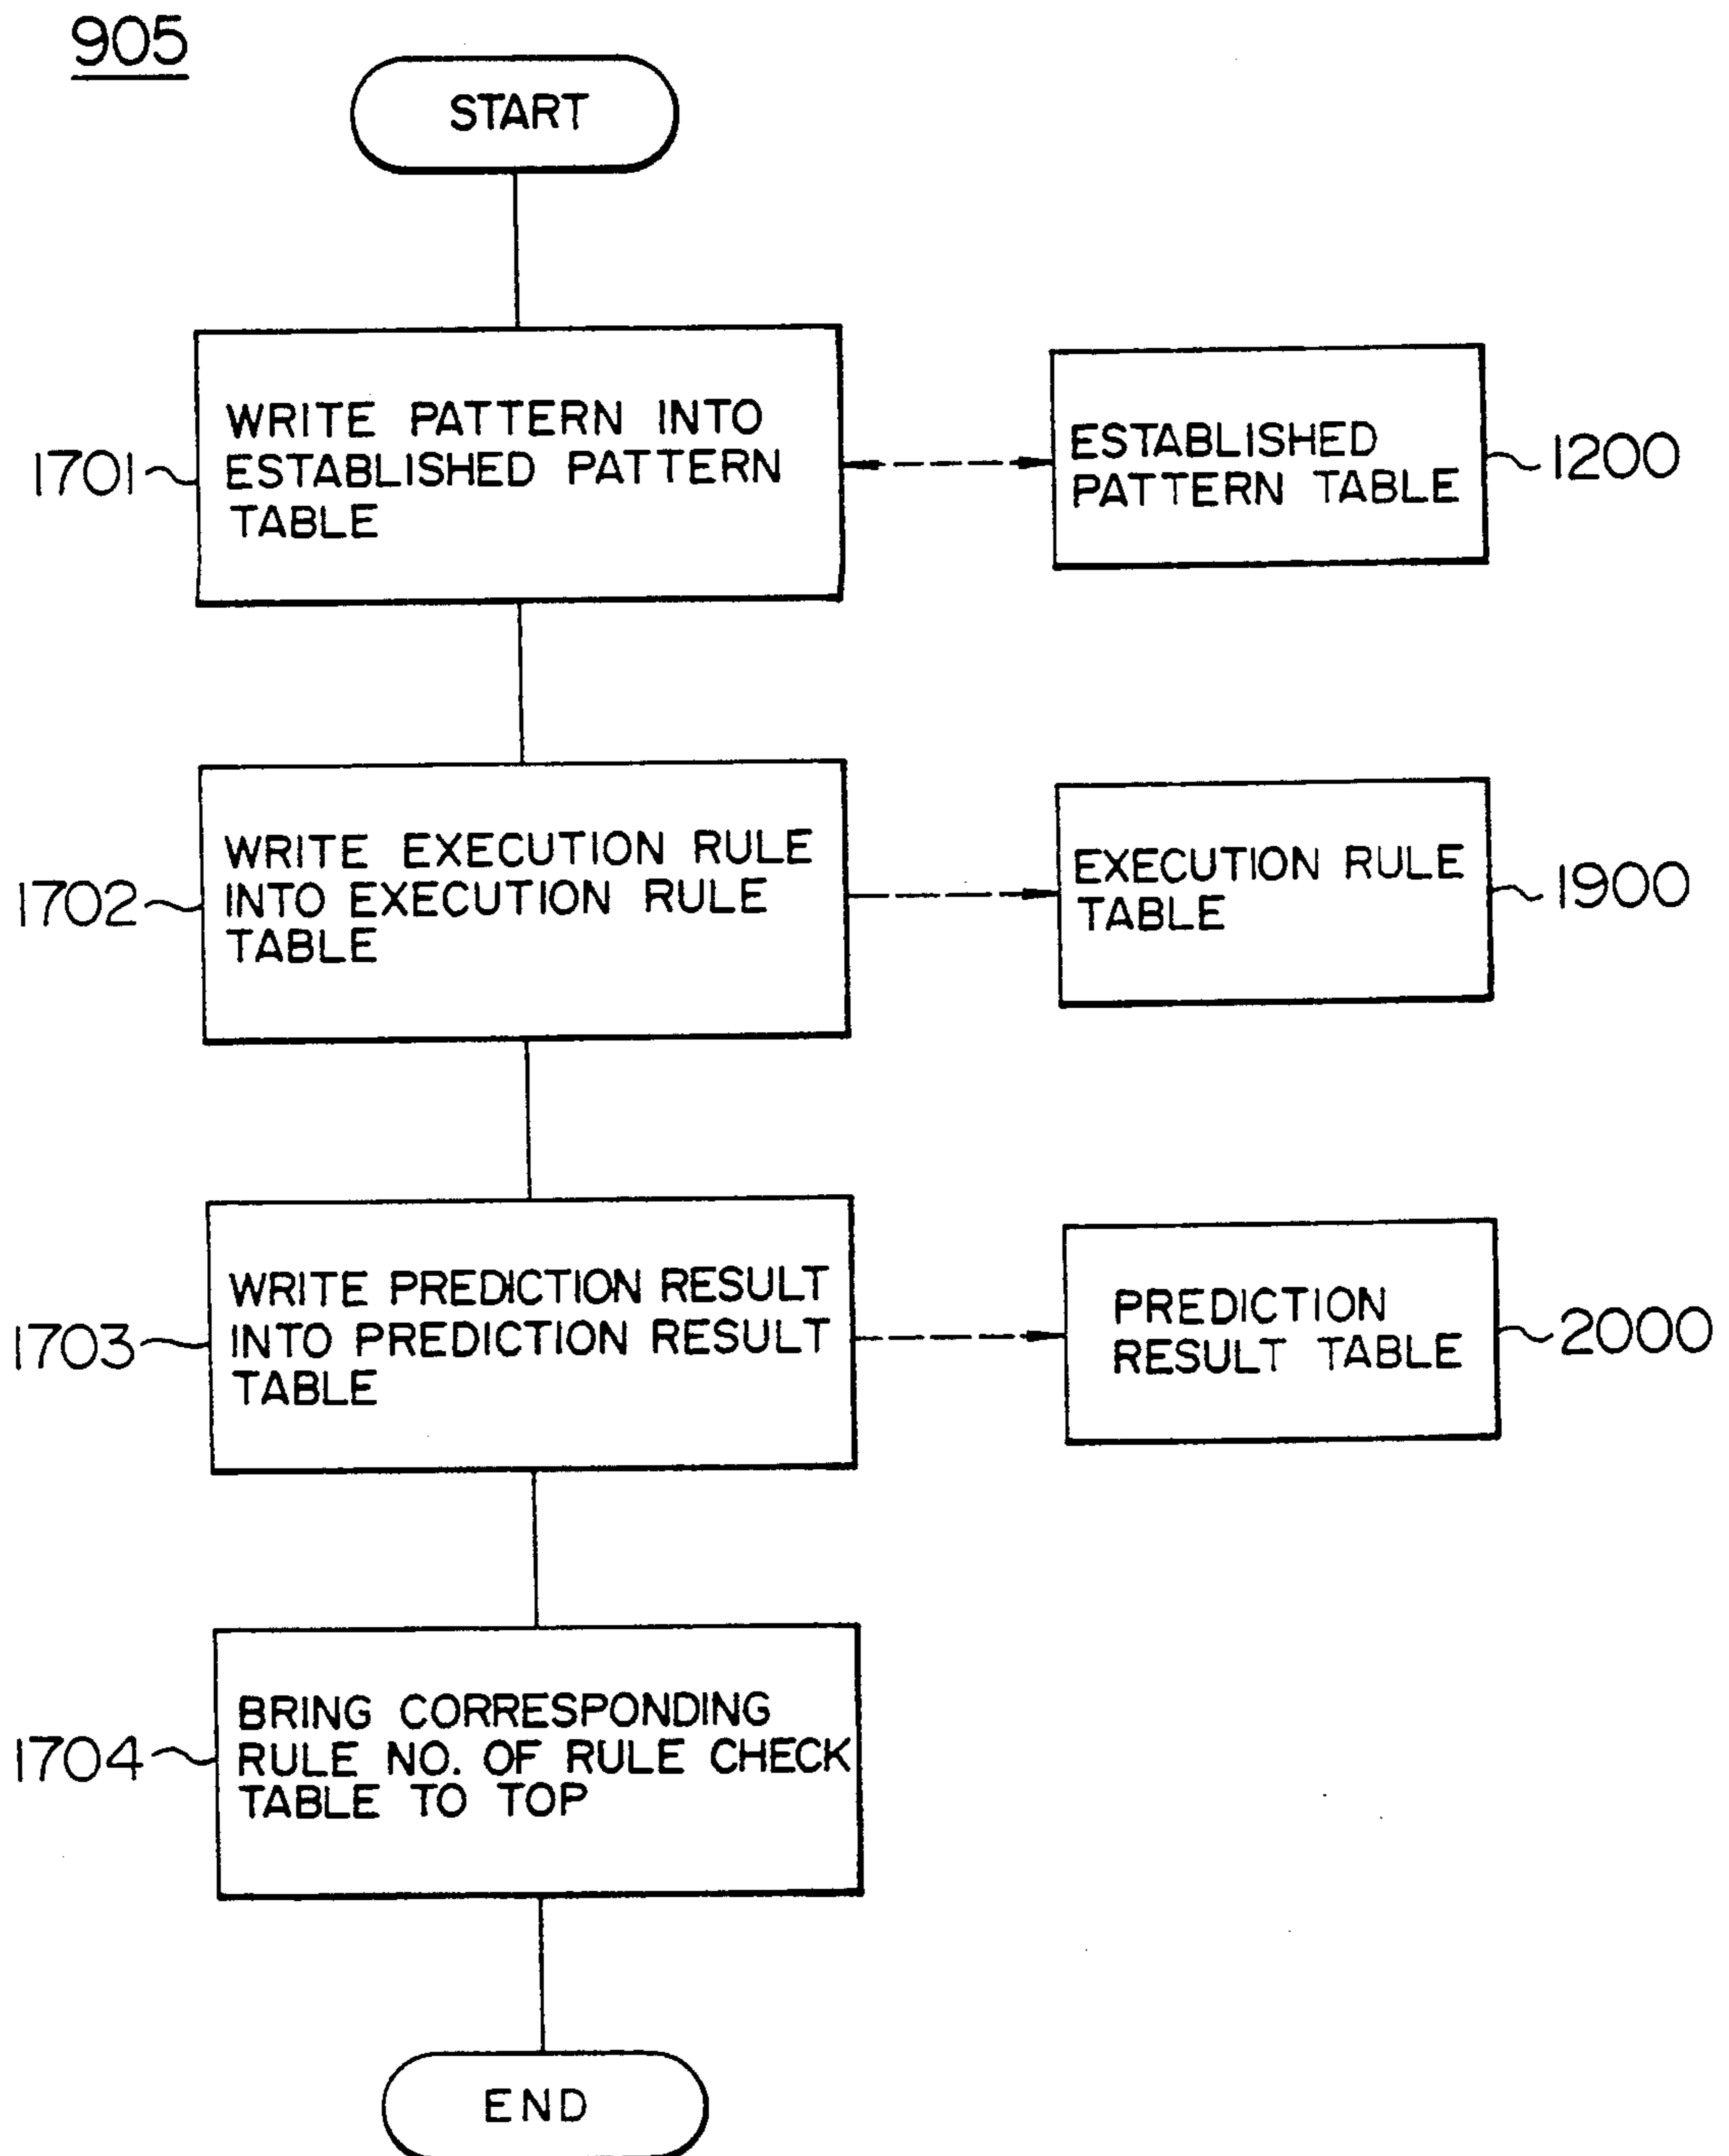 905
START
WRITE PATTERN INTO
ESTABLISHED PATTERN
TABLE
1701
ESTABLISHED
PATTERN TABLE
1200
WRITE EXECUTION RULE
INTO EXECUTION RULE
TABLE
1702
EXECUTION RULE
TABLE
1900
WRITE PREDICTION RESULT
INTO PREDICTION RESULT
TABLE
1703
PREDICTION
RESULT TABLE
2000
BRING CORRESPONDING
RULE NO. OF RULE CHECK
TABLE TO TOP
1704
END